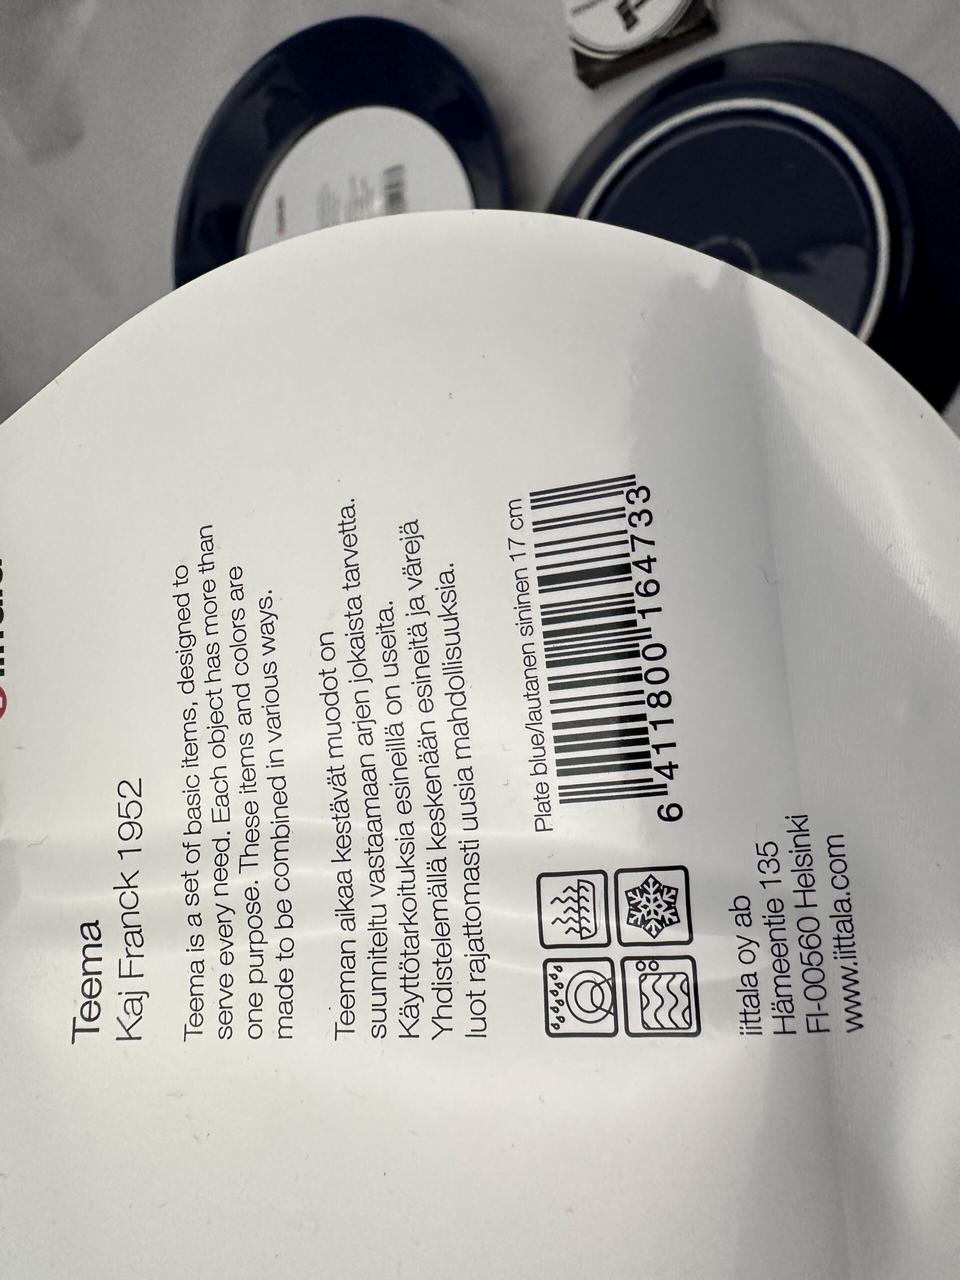 Teema
Kaj Franck 1952
Teema is a set of basic items, designed to
serve every need. Each object has more than
one purpose. These items and colors are
made to be combined in various ways.
Teeman aikaa kestävät muodot on
suunniteltu vastaamaan arjen jokaista tarvetta.
Käyttötarkoituksia esineillä on useita.
Yhdistelemällä keskenään esineitä ja värejä
luot rajattomasti uusia mahdollisuuksia.
Plate blue/lautanen sininen 17 cm
6 411800 164733
iittala oy ab
Hämeentie 135
FI-00560 Helsinki
www.iittala.com